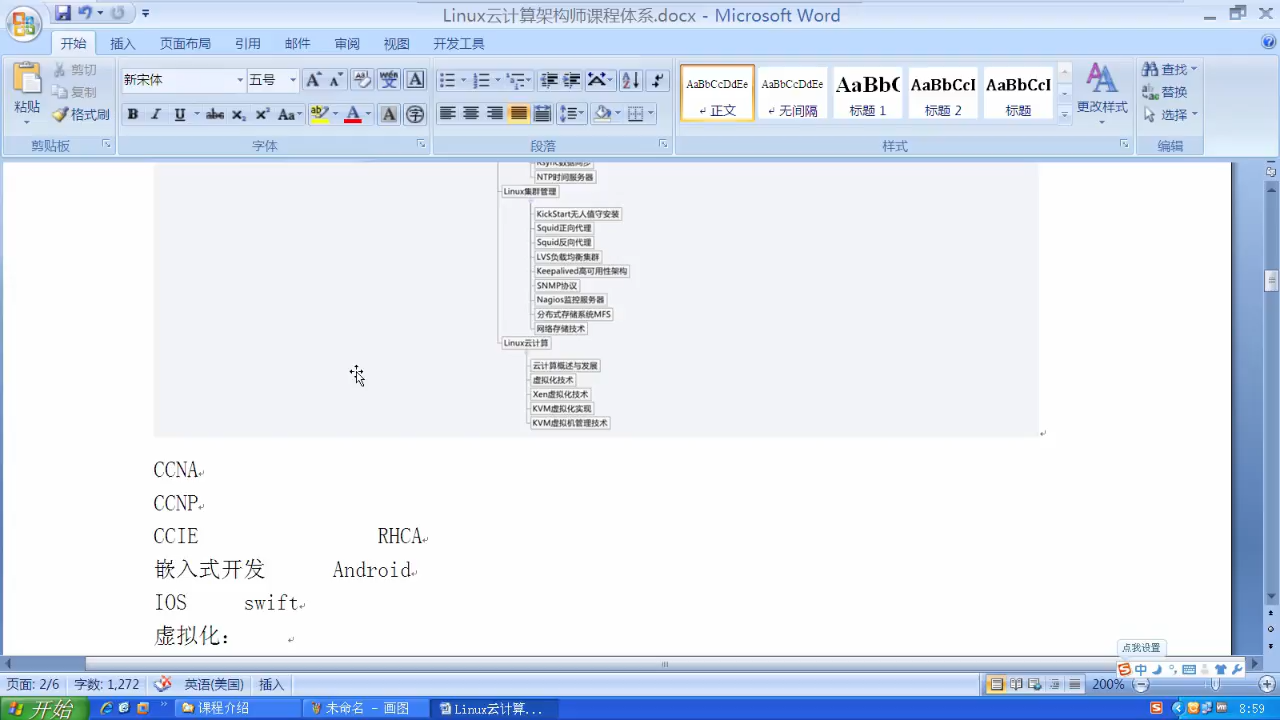 Linux云计算架构师课程体系.docx - Microsoft Word
开始 插入 页面布局 引用 邮件 审阅 视图 开发工具
粘贴 剪切 复制 格式刷
新宋体 五号
AaBbCcDdEe AaBbCcDdEe AaBbC AaBbCcI AaBbCcI
正文 无间隔 标题 1 标题 2 标题
更改样式
查找
替换
选择
剪贴板 字体 段落 样式 编辑
Rsync数据同步
NTP时间服务器
Linux集群管理
KickStart无人值守安装
Squid正向代理
Squid反向代理
LVS负载均衡集群
Keepalived高可用性架构
SNMP协议
Nagios监控服务器
分布式存储系统MFS
网络存储技术
Linux云计算
云计算概述与发展
虚拟化技术
Xen虚拟化技术
KVM虚拟化实现
KVM虚拟机管理技术
CCNA
CCNP
CCIE RHCA
嵌入式开发 Android
IOS swift
虚拟化：
点我设置
中
页面: 2/6 字数: 1,272 英语(美国) 插入 200%
开始 课程介绍 未命名 - 画图 Linux云计算... 8:59